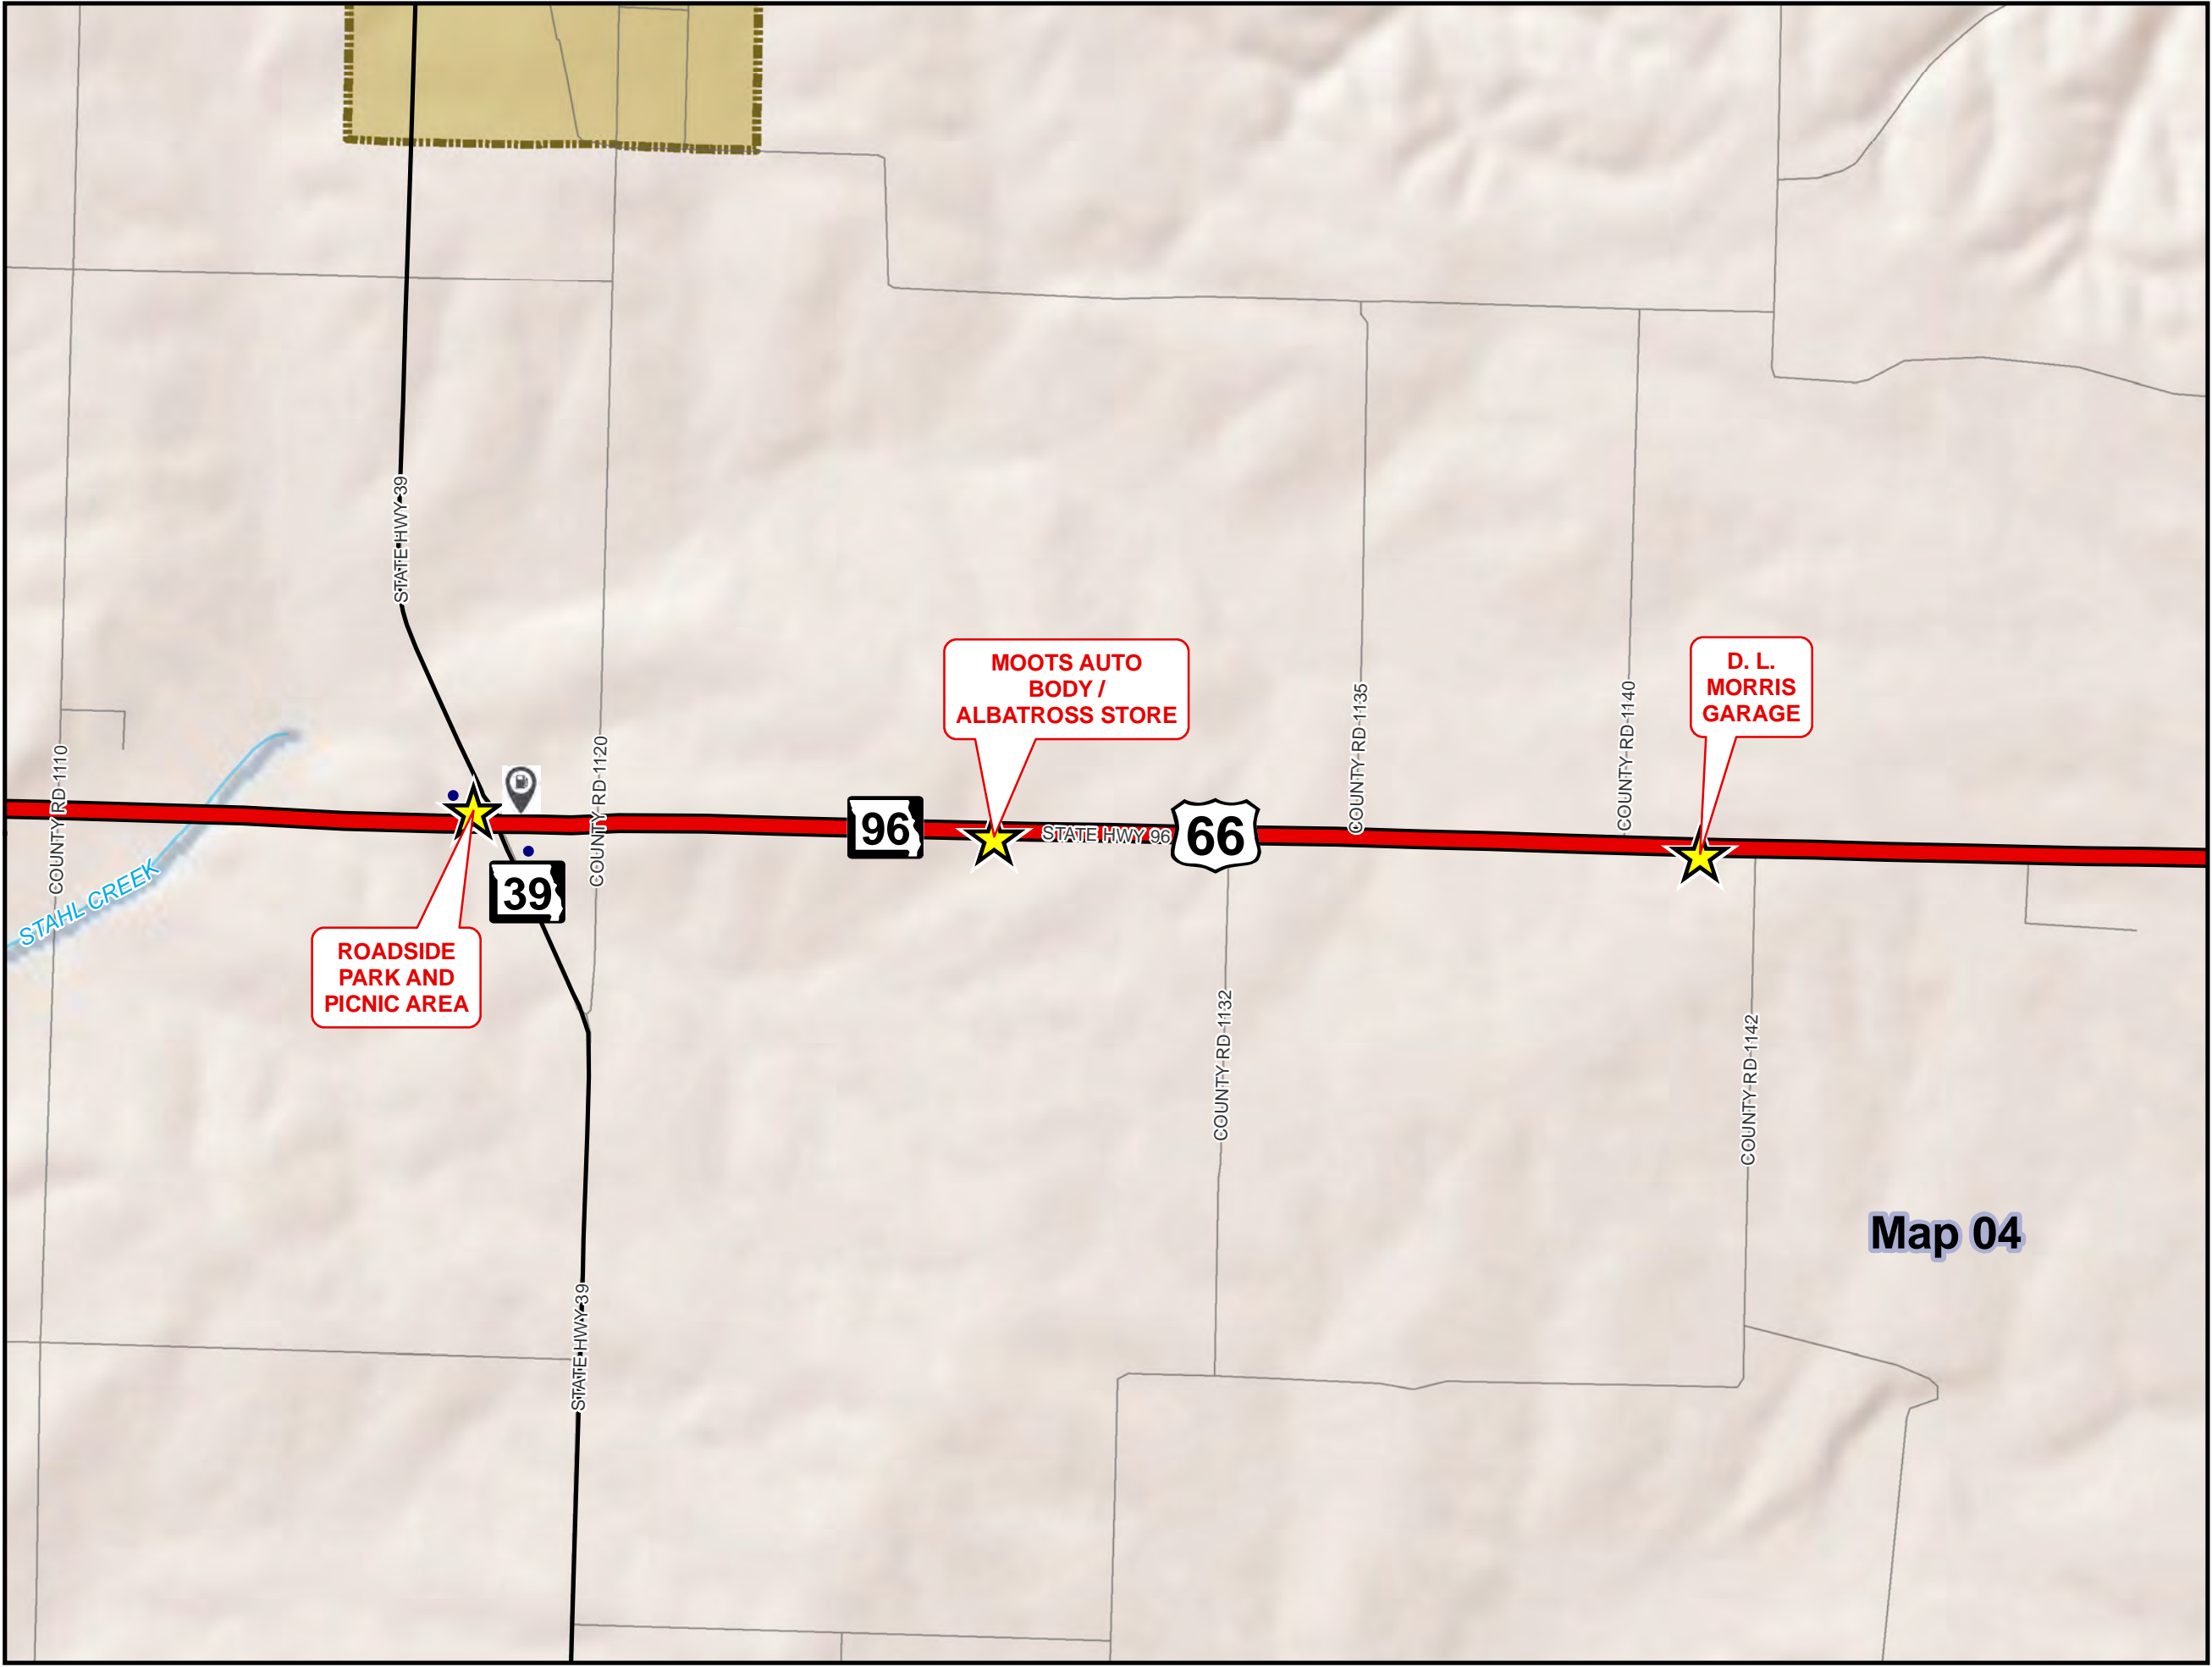 STATE HWY 39
MOOTS AUTO
BODY /
ALBATROSS STORE
D. L.
MORRIS
GARAGE
COUNTY RD 1110
COUNTY RD 1120
COUNTY RD 1135
COUNTY RD 1140
96
STATE HWY 96
66
STAHL CREEK
39
ROADSIDE
PARK AND
PICNIC AREA
COUNTY RD 1132
COUNTY RD 1142
Map 04
STATE HWY 39